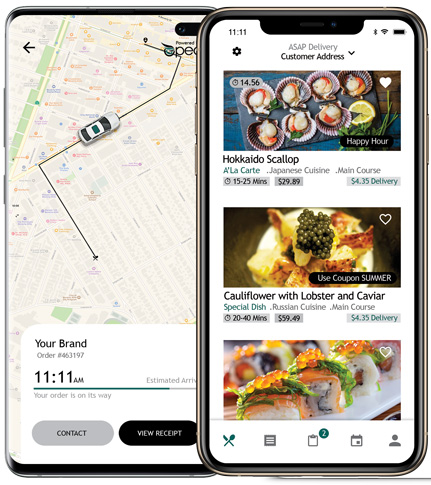 Powered
Your Brand
Order #463197
11:11AM
Estimated Arriv
Your order is on its way
CONTACT
VIEW RECEIPT
11:11
ASAP Delivery
Customer Address
14.56
Happy Hour
Hokkaido Scallop
A'La Carte .Japanese Cuisine .Main Course
15-25 Mins $29.89 $4.35 Delivery
Use Coupon SUMMER
Cauliflower with Lobster and Caviar
Special Dish .Russian Cuisine .Main Course
20-40 Mins $59.49 $4.35 Delivery
2